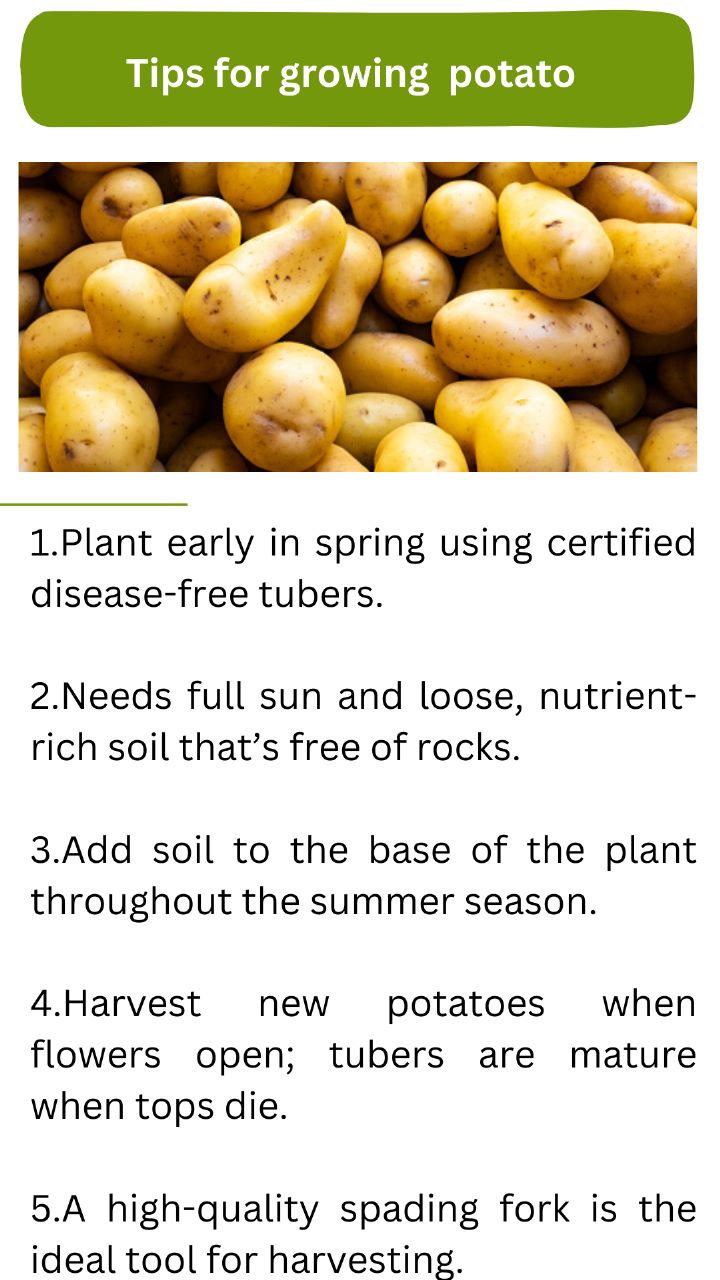 Tips for growing  potato
1.Plant early in spring using certified
disease-free tubers.
2.Needs full sun and loose, nutrient-
rich soil that’s free of rocks.
3.Add soil to the base of the plant
throughout the summer season.
4.Harvest new potatoes when
flowers open; tubers are mature
when tops die.
5.A high-quality spading fork is the
ideal tool for harvesting.